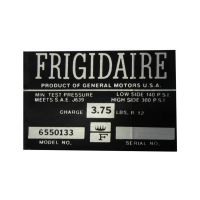 FRIGIDAIRE
PRODUCT OF GENERAL MOTORS U.S.A.
MIN. TEST PRESSURE LOW SIDE 140 P.S.I.
MEETS S.A.E. J639 HIGH SIDE 360 P.S.I.
CHARGE 3.75 LBS. R 12
6550133 F
MODEL NO. SERIAL NO.